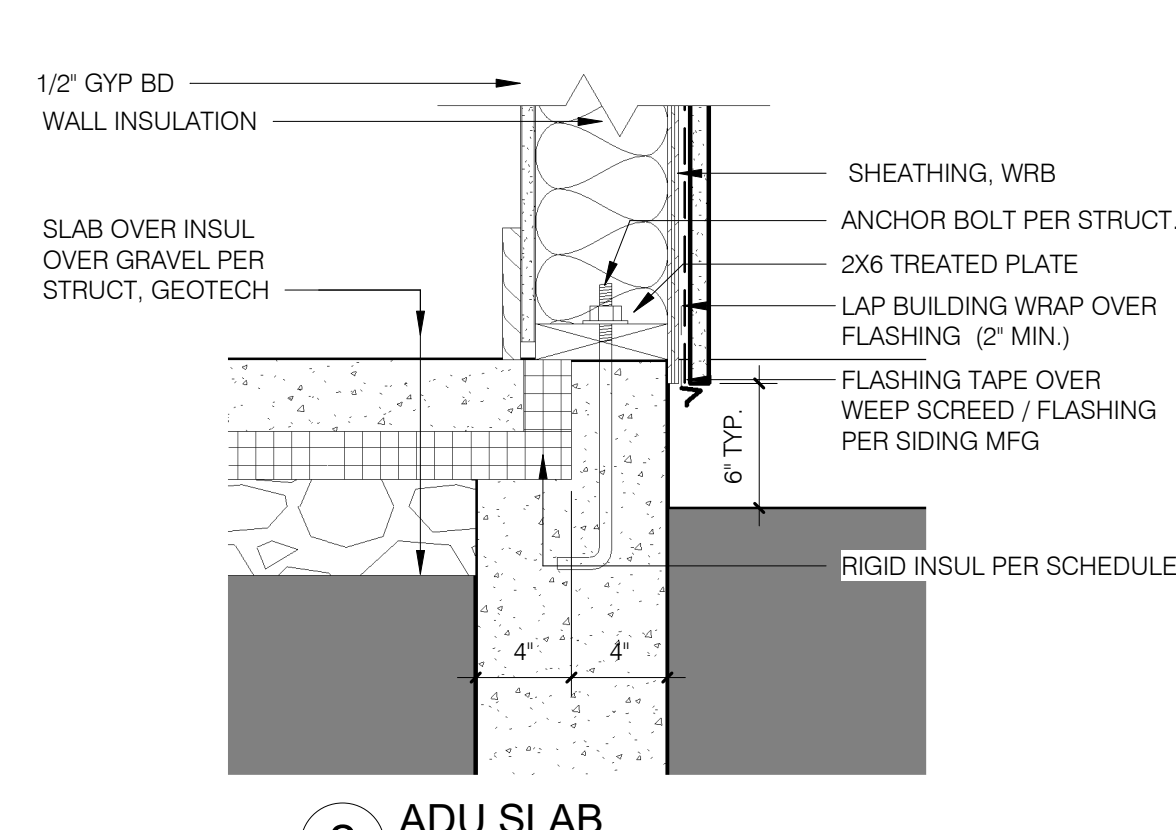 1/2" GYP BD
WALL INSULATION
SLAB OVER INSUL
OVER GRAVEL PER
STRUCT, GEOTECH
SHEATHING, WRB
ANCHOR BOLT PER STRUCT.
2X6 TREATED PLATE
LAP BUILDING WRAP OVER
FLASHING (2" MIN.)
FLASHING TAPE OVER
WEEP SCREED / FLASHING
PER SIDING MFG
6" TYP.
RIGID INSUL PER SCHEDULE
4" 4"
ADU SLAB